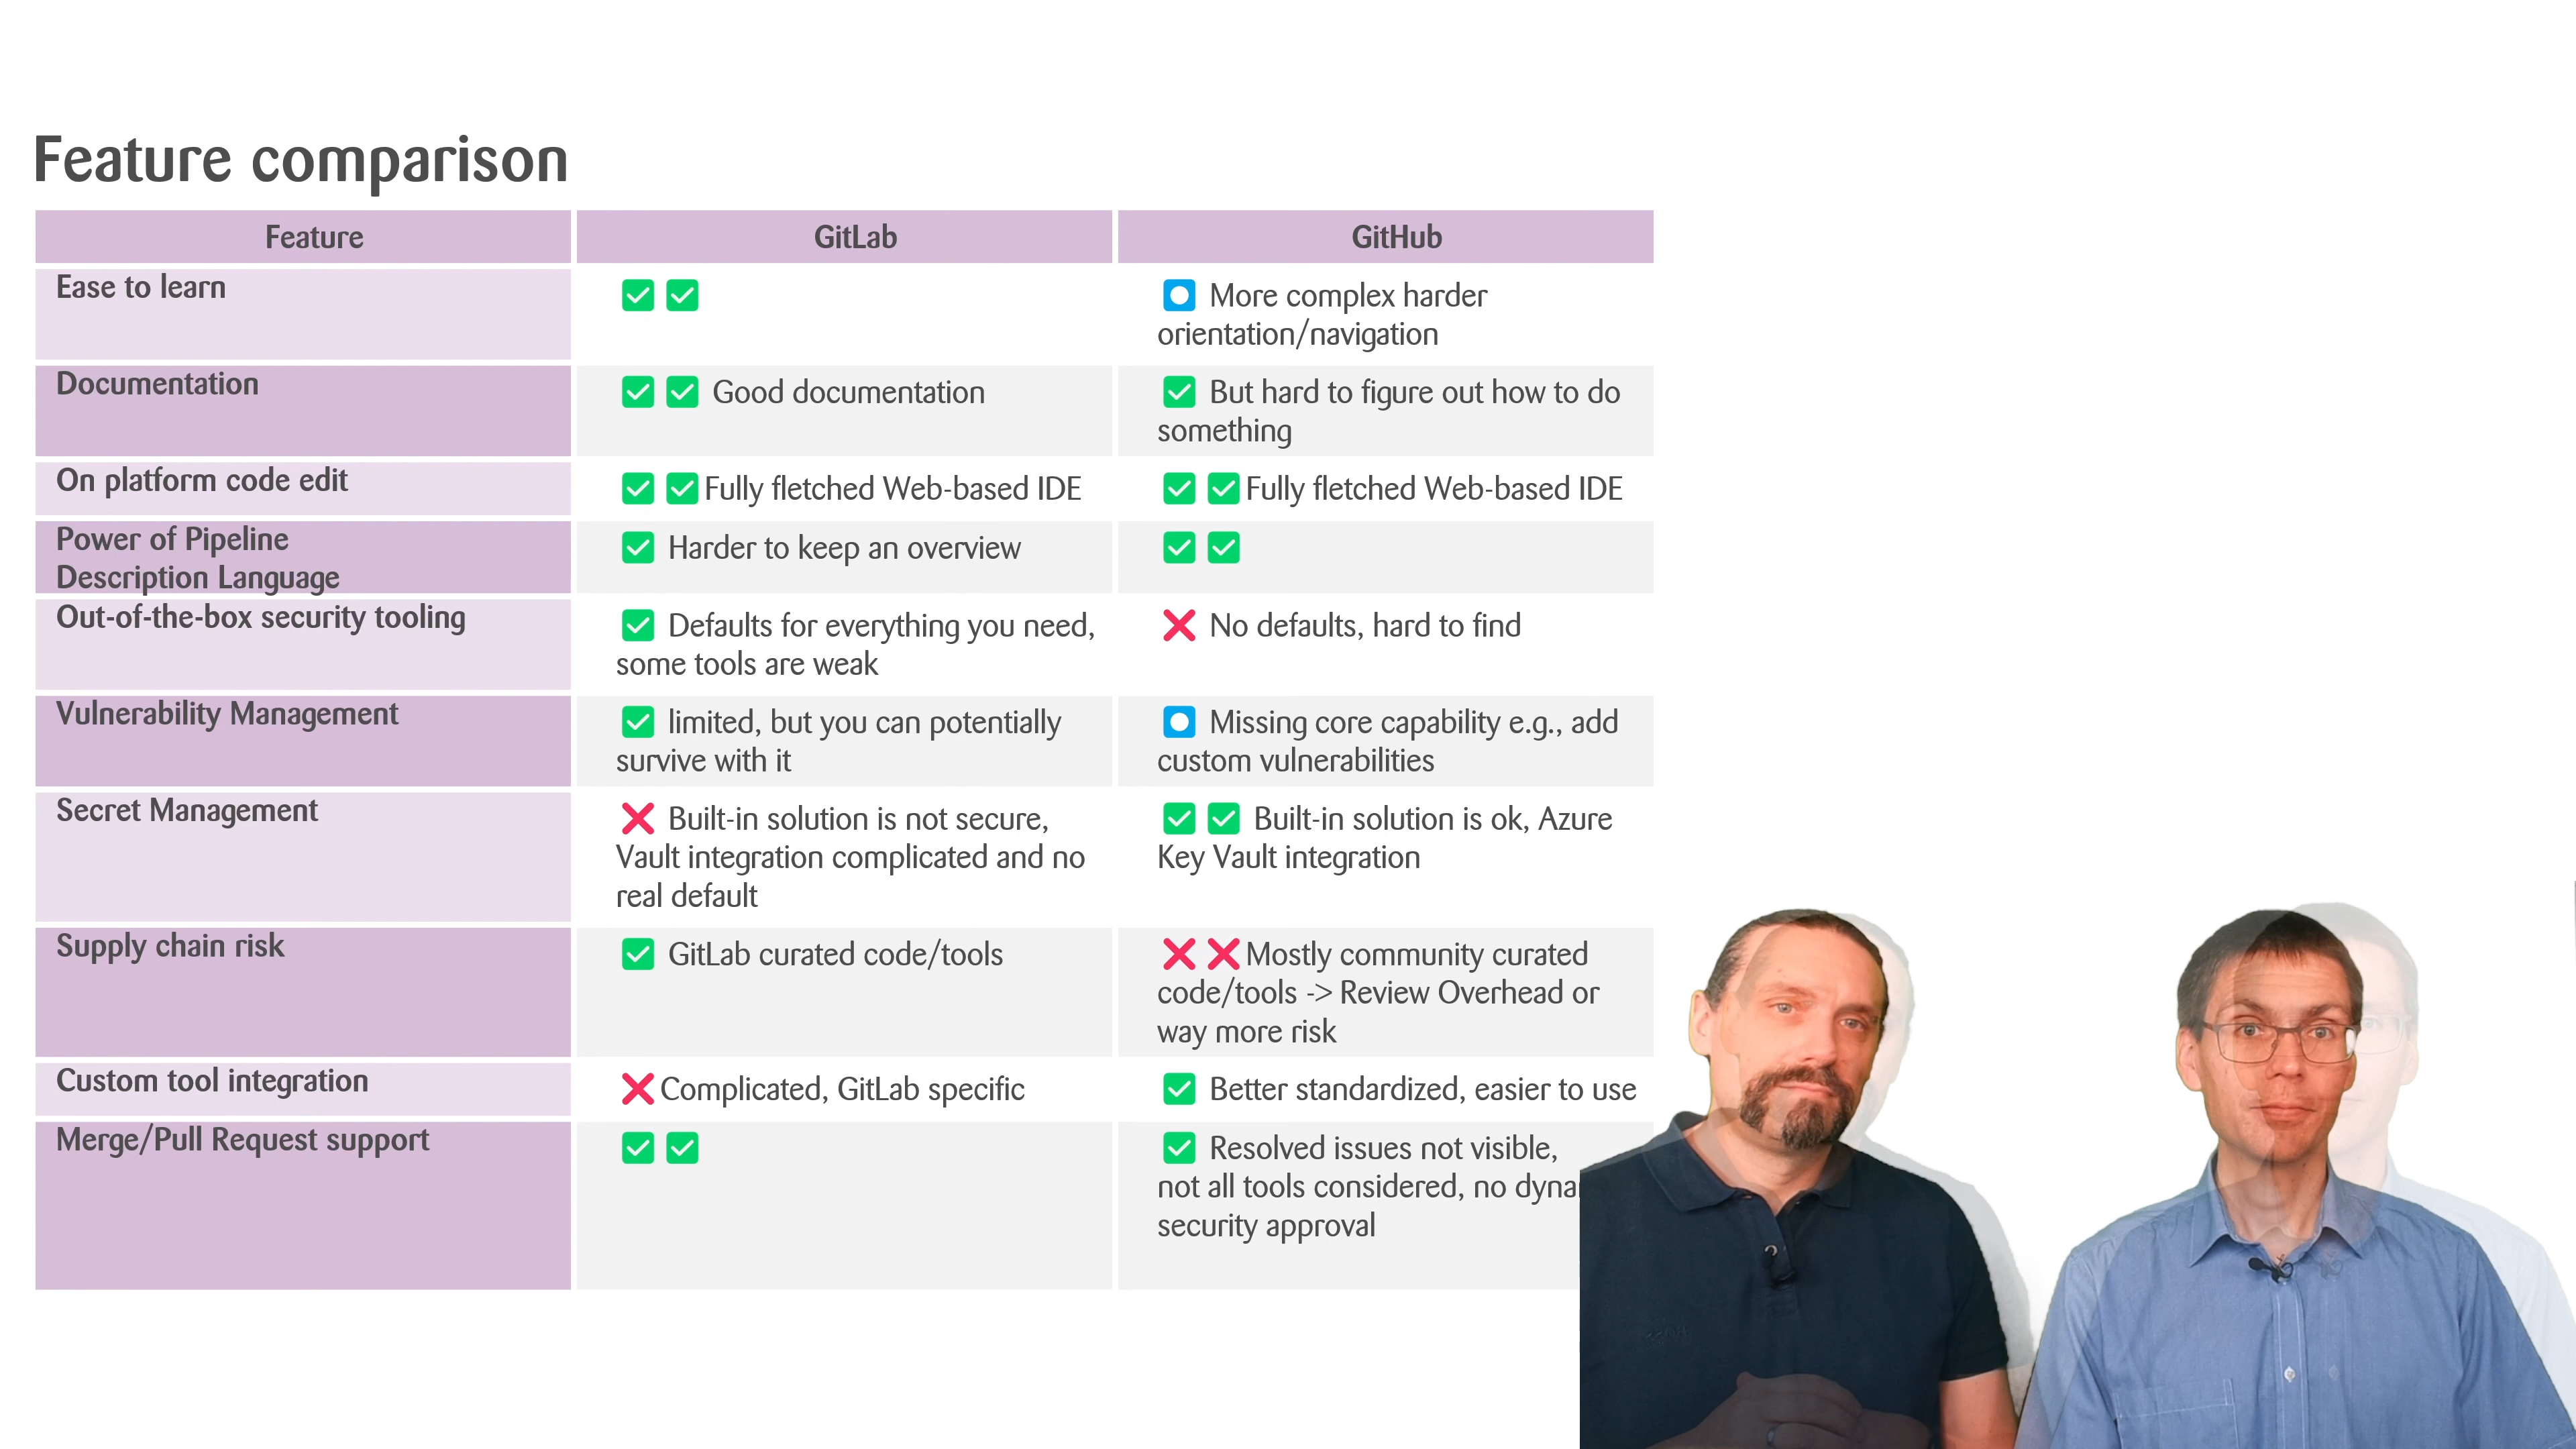 Feature comparison
Feature GitLab GitHub
Ease to learn
✅ ✅
More complex harder
orientation/navigation
Documentation
✅ ✅ Good documentation
✅ But hard to figure out how to do
something
On platform code edit
✅ ✅ Fully fletched Web-based IDE
✅ ✅ Fully fletched Web-based IDE
Power of Pipeline
Description Language
✅ Harder to keep an overview
✅ ✅
Out-of-the-box security tooling
✅ Defaults for everything you need,
some tools are weak
❌ No defaults, hard to find
Vulnerability Management
✅ limited, but you can potentially
survive with it
Missing core capability e.g., add
custom vulnerabilities
Secret Management
❌ Built-in solution is not secure,
Vault integration complicated and no
real default
✅ ✅ Built-in solution is ok, Azure
Key Vault integration
Supply chain risk
✅ GitLab curated code/tools
❌ ❌ Mostly community curated
code/tools -> Review Overhead or
way more risk
Custom tool integration
❌ Complicated, GitLab specific
✅ Better standardized, easier to use
Merge/Pull Request support
✅ ✅
✅ Resolved issues not visible,
not all tools considered, no
security approval